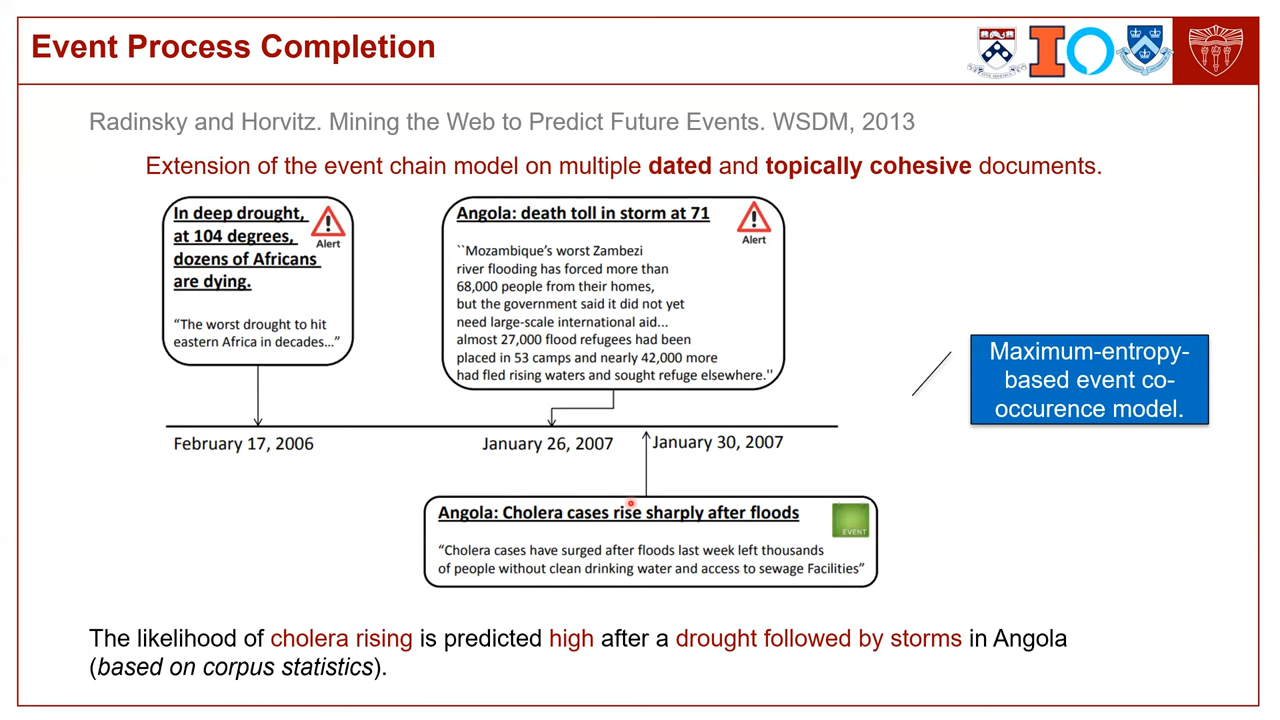 Event Process Completion
Radinsky and Horvitz. Mining the Web to Predict Future Events. WSDM, 2013
Extension of the event chain model on multiple dated and topically cohesive documents.
In deep drought,
at 104 degrees,
dozens of Africans
are dying.
Alert
“The worst drought to hit
eastern Africa in decades…”
Angola: death toll in storm at 71
Alert
``Mozambique’s worst Zambezi
river flooding has forced more than
68,000 people from their homes,
but the government said it did not yet
need large-scale international aid...
almost 27,000 flood refugees had been
placed in 53 camps and nearly 42,000 more
had fled rising waters and sought refuge elsewhere.''
Maximum-entropy-
based event co-
occurence model.
February 17, 2006
January 26, 2007
January 30, 2007
Angola: Cholera cases rise sharply after floods
EVENT
“Cholera cases have surged after floods last week left thousands
of people without clean drinking water and access to sewage Facilities”
The likelihood of cholera rising is predicted high after a drought followed by storms in Angola
(based on corpus statistics).